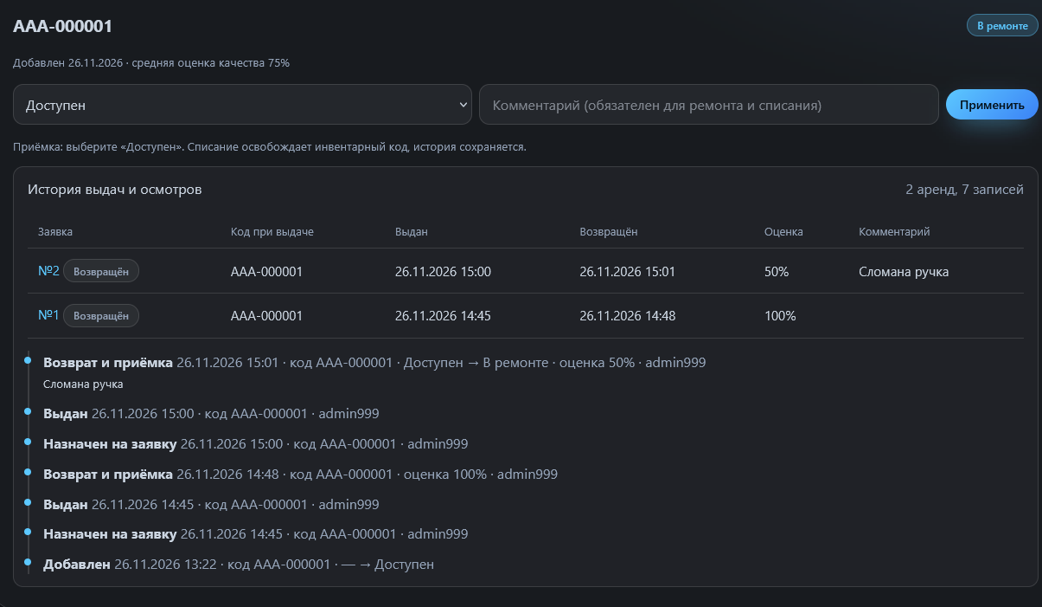 AAA-000001
В ремонте
Добавлен 26.11.2026 · средняя оценка качества 75%
Доступен
Комментарий (обязателен для ремонта и списания)
Применить
Приёмка: выберите «Доступен». Списание освобождает инвентарный код, история сохраняется.
История выдач и осмотров
2 аренд, 7 записей
Заявка Код при выдаче Выдан Возвращён Оценка Комментарий
№2 Возвращён AAA-000001 26.11.2026 15:00 26.11.2026 15:01 50% Сломана ручка
№1 Возвращён AAA-000001 26.11.2026 14:45 26.11.2026 14:48 100%
Возврат и приёмка 26.11.2026 15:01 · код AAA-000001 · Доступен → В ремонте · оценка 50% · admin999
Сломана ручка
Выдан 26.11.2026 15:00 · код AAA-000001 · admin999
Назначен на заявку 26.11.2026 15:00 · код AAA-000001 · admin999
Возврат и приёмка 26.11.2026 14:48 · код AAA-000001 · оценка 100% · admin999
Выдан 26.11.2026 14:45 · код AAA-000001 · admin999
Назначен на заявку 26.11.2026 14:45 · код AAA-000001 · admin999
Добавлен 26.11.2026 13:22 · код AAA-000001 · — → Доступен